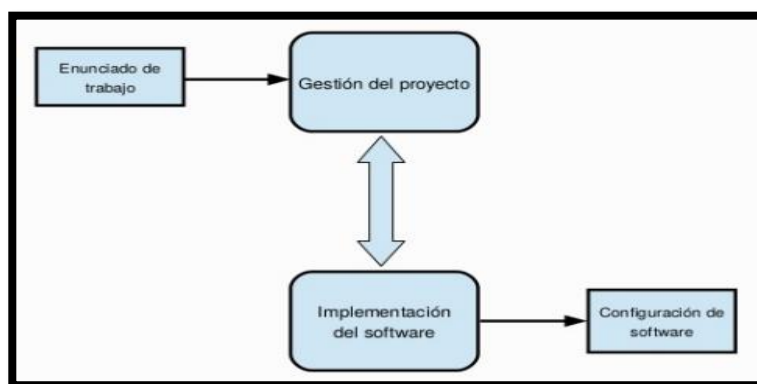 Enunciado de
trabajo
Gestión del proyecto
Implementación
del software
Configuración de
software